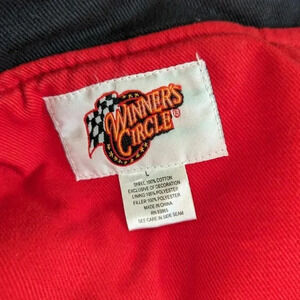 WINNER'S
CIRCLE®
L
SHELL 100% COTTON
EXCLUSIVE OF DECORATION
LINING 100% POLYESTER
FILLER 100% POLYESTER
MADE IN CHINA
SEE CARE IN SIDE SEAM